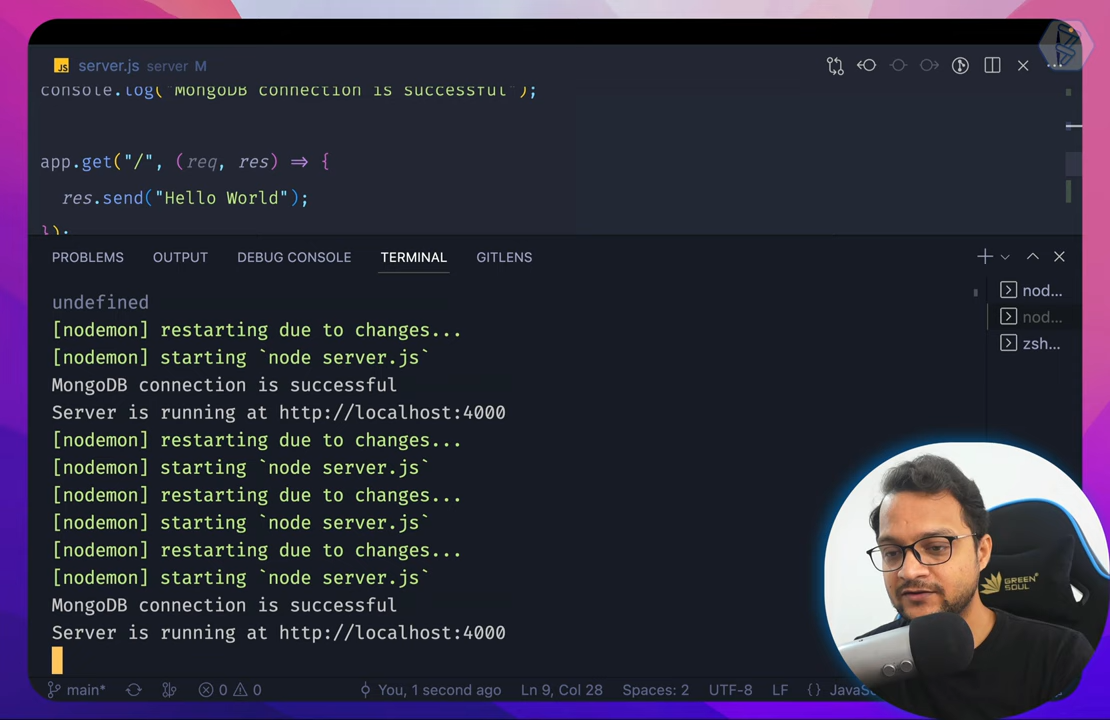 JS server.js server M
console.log("MongoDB connection is successful");
app.get("/", (req, res) => {
res.send("Hello World");
});
PROBLEMS OUTPUT DEBUG CONSOLE TERMINAL GITLENS
undefined
[nodemon] restarting due to changes...
[nodemon] starting `node server.js`
MongoDB connection is successful
Server is running at http://localhost:4000
[nodemon] restarting due to changes...
[nodemon] starting `node server.js`
[nodemon] restarting due to changes...
[nodemon] starting `node server.js`
[nodemon] restarting due to changes...
[nodemon] starting `node server.js`
MongoDB connection is successful
Server is running at http://localhost:4000
nod...
nod...
zsh...
GREEN
SOUL
main* 0 0 You, 1 second ago Ln 9, Col 28 Spaces: 2 UTF-8 LF {}